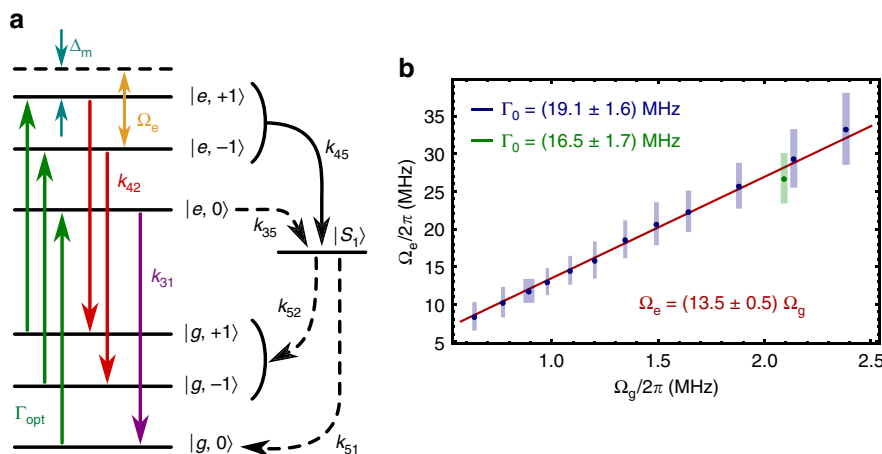 a
Δm
|e, +1⟩
Ωe
|e, −1⟩
k45
k42
|e, 0⟩
k35
|S1⟩
k31
k52
|g, +1⟩
|g, −1⟩
Γopt
|g, 0⟩
k51
b
Γ0 = (19.1 ± 1.6) MHz
Γ0 = (16.5 ± 1.7) MHz
Ωe = (13.5 ± 0.5) Ωg
Ωe/2π (MHz)
35
30
25
20
15
10
5
1.0 1.5 2.0 2.5
Ωg/2π (MHz)